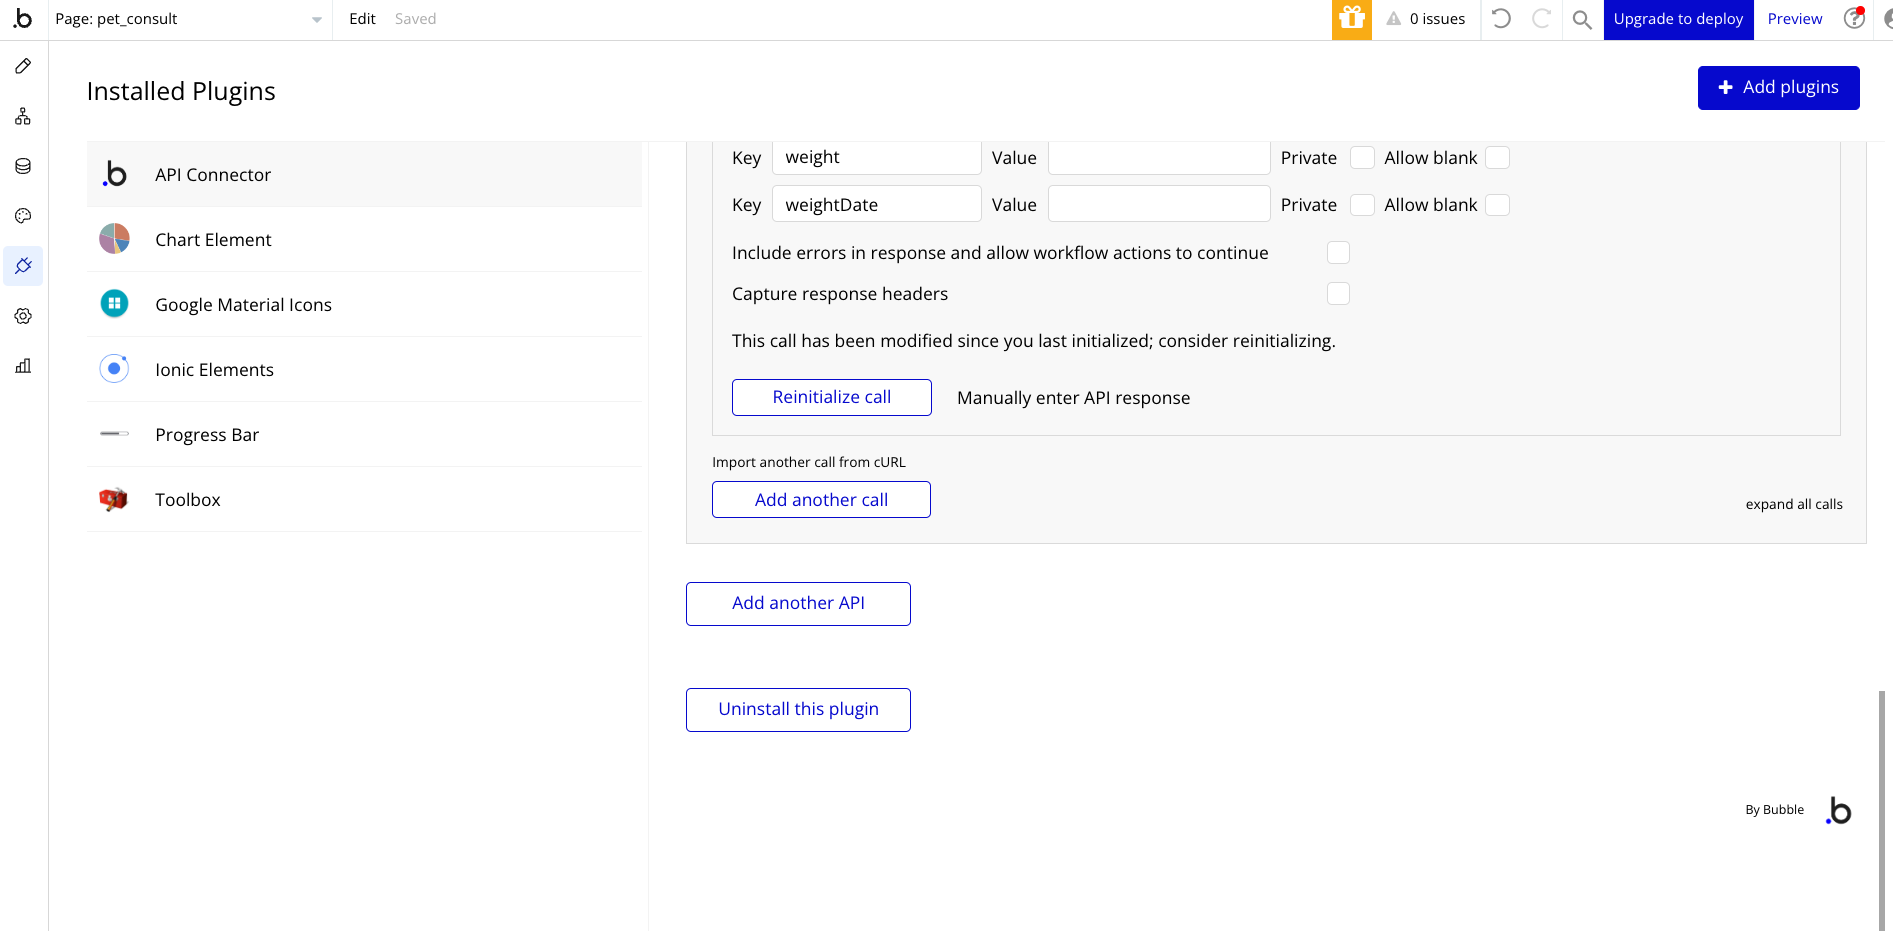 b Page: pet_consult Edit Saved 0 issues Upgrade to deploy Preview ?
Installed Plugins
+ Add plugins
b API Connector
Chart Element
Google Material Icons
Ionic Elements
Progress Bar
Toolbox
Key weight Value Private Allow blank
Key weightDate Value Private Allow blank
Include errors in response and allow workflow actions to continue
Capture response headers
This call has been modified since you last initialized; consider reinitializing.
Reinitialize call Manually enter API response
Import another call from cURL
Add another call
expand all calls
Add another API
Uninstall this plugin
By Bubble b